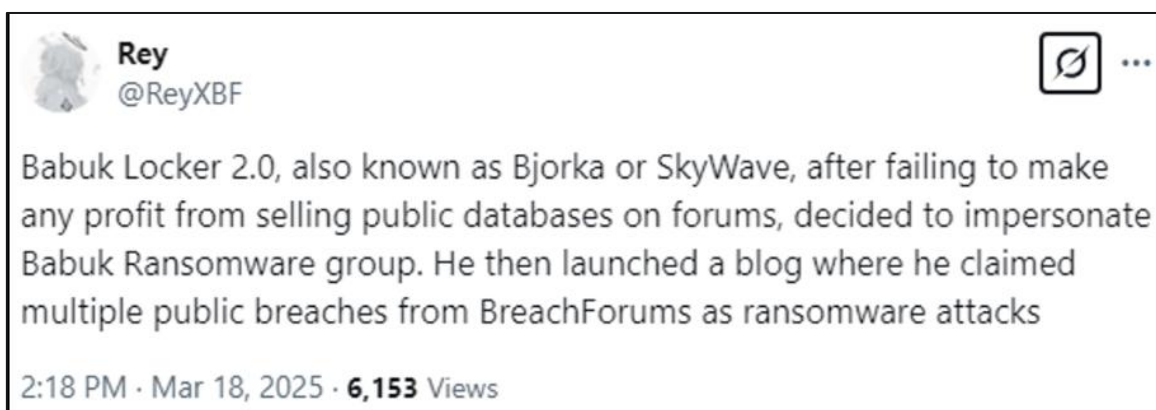 Rey
@ReyXBF
Babuk Locker 2.0, also known as Bjorka or SkyWave, after failing to make
any profit from selling public databases on forums, decided to impersonate
Babuk Ransomware group. He then launched a blog where he claimed
multiple public breaches from BreachForums as ransomware attacks
2:18 PM · Mar 18, 2025 · 6,153 Views